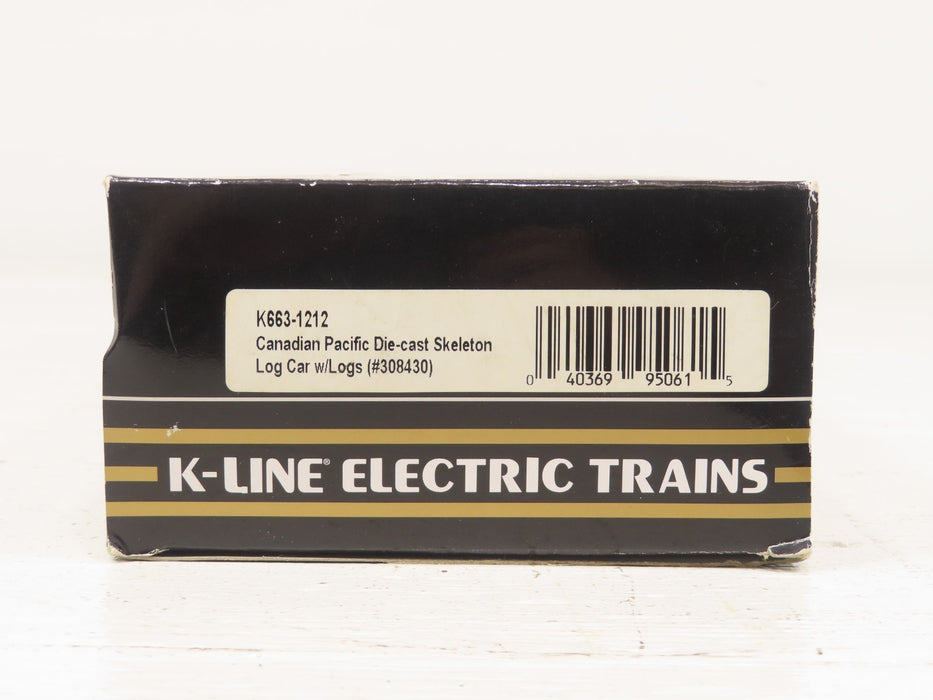 K663-1212
Canadian Pacific Die-cast Skeleton
Log Car w/Logs (#308430)
0 40369 95061 5
K-LINE® ELECTRIC TRAINS